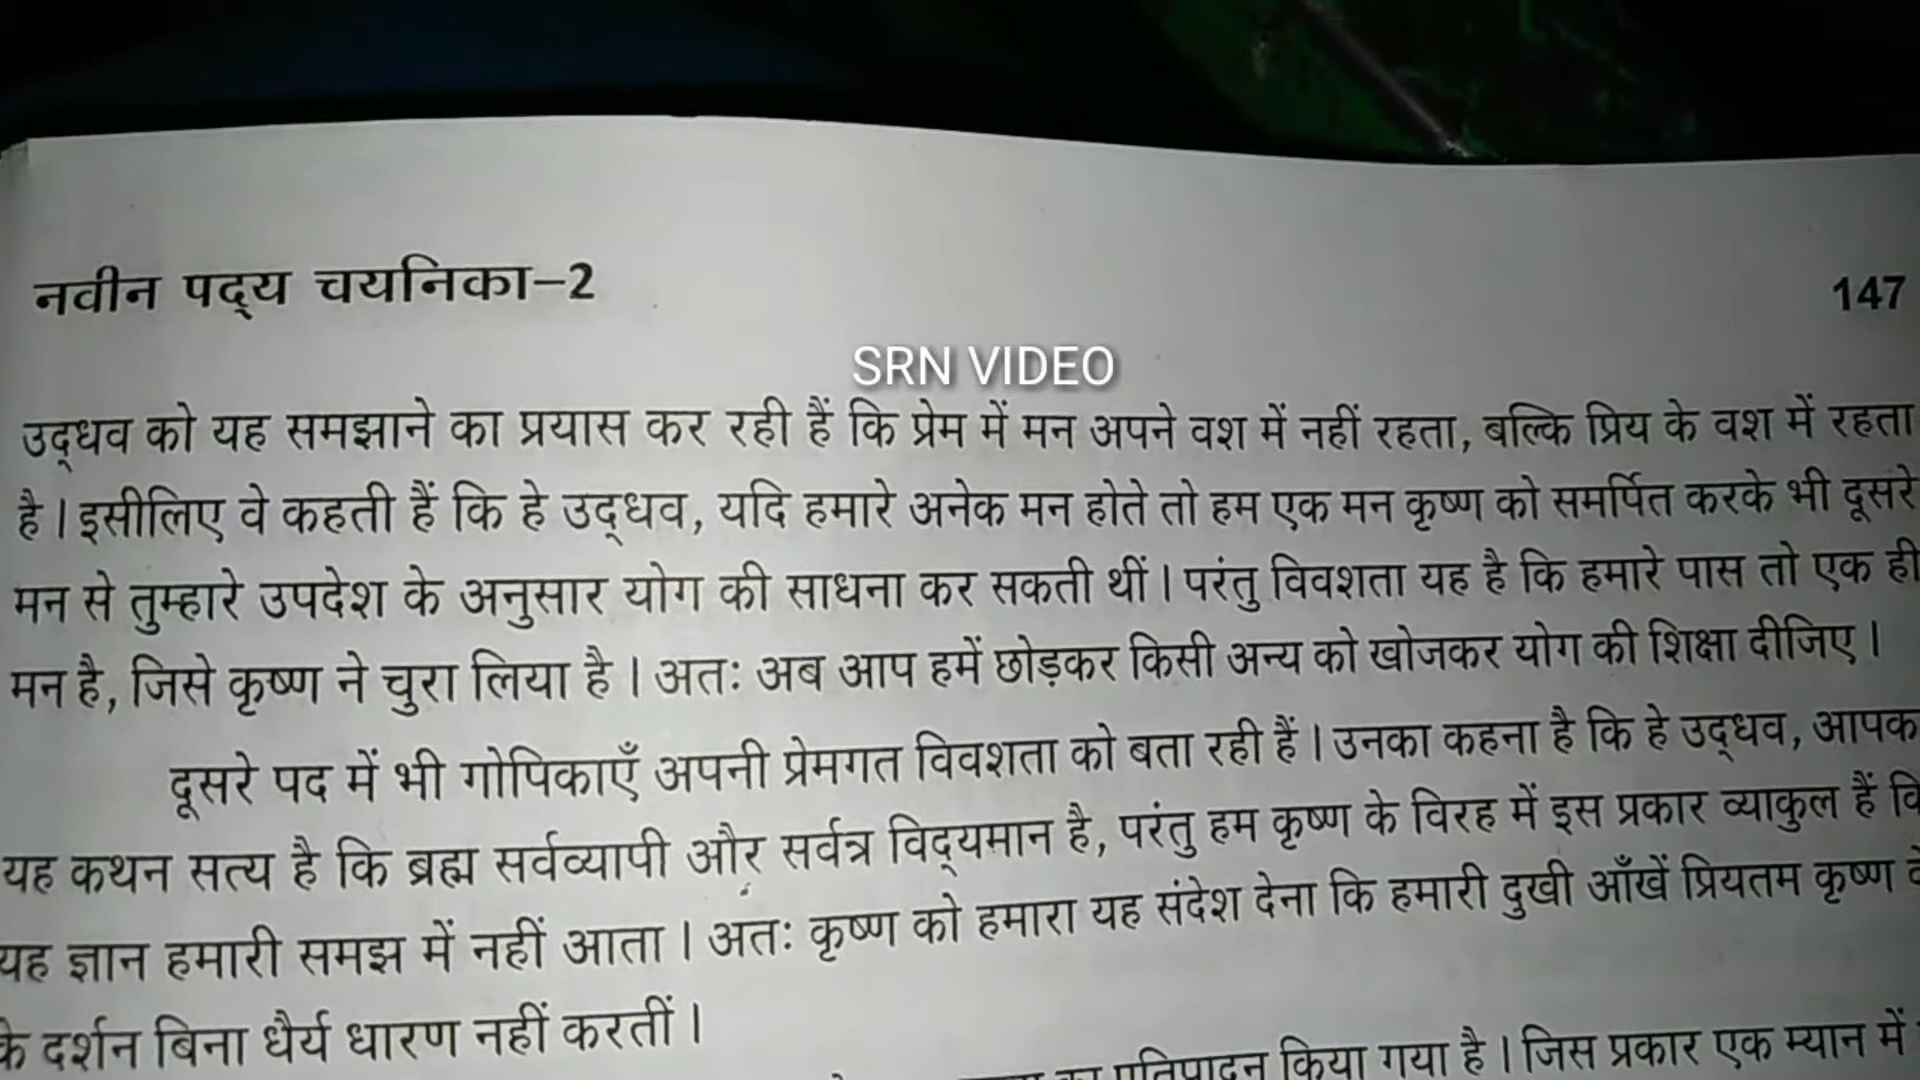 नवीन पद्य चयनिका-2
147
SRN VIDEO
उद्धव को यह समझाने का प्रयास कर रही हैं कि प्रेम में मन अपने वश में नहीं रहता, बल्कि प्रिय के वश में रहता
है। इसीलिए वे कहती हैं कि हे उद्धव, यदि हमारे अनेक मन होते तो हम एक मन कृष्ण को समर्पित करके भी दूसरे
मन से तुम्हारे उपदेश के अनुसार योग की साधना कर सकती थीं। परंतु विवशता यह है कि हमारे पास तो एक ही
मन है, जिसे कृष्ण ने चुरा लिया है। अतः अब आप हमें छोड़कर किसी अन्य को खोजकर योग की शिक्षा दीजिए।
दूसरे पद में भी गोपिकाएँ अपनी प्रेमगत विवशता को बता रही हैं। उनका कहना है कि हे उद्धव,
यह कथन सत्य है कि ब्रह्म सर्वव्यापी और सर्वत्र विद्यमान है, परंतु हम कृष्ण के विरह में इस प्रकार व्याकुल हैं
यह ज्ञान हमारी समझ में नहीं आता। अतः कृष्ण को हमारा यह संदेश देना कि हमारी दुखी आँखें प्रियतम कृष्ण
के दर्शन बिना धैर्य धारण नहीं करतीं।
प्रतिपादन किया गया है। जिस प्रकार एक म्यान में